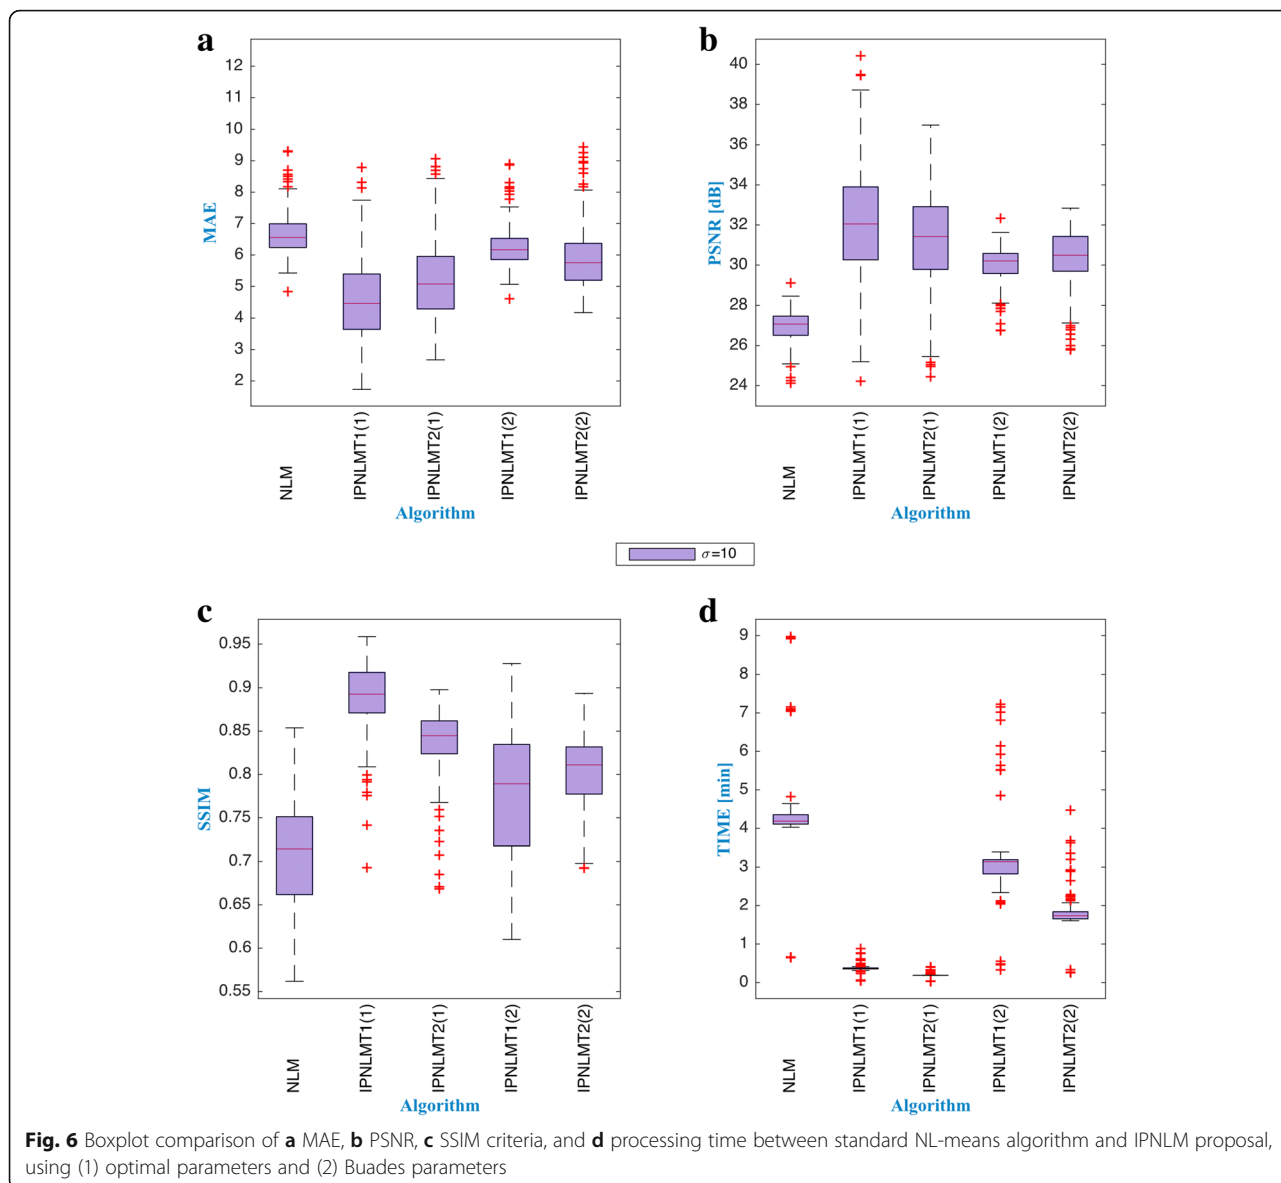 a
12
11
10
9
8
7
6
5
4
3
2
MAE
NLM
IPNLMT1(1)
IPNLMT2(1)
IPNLMT1(2)
IPNLMT2(2)
Algorithm
b
40
38
36
34
32
30
28
26
24
PSNR [dB]
NLM
IPNLMT1(1)
IPNLMT2(1)
IPNLMT1(2)
IPNLMT2(2)
Algorithm
σ=10
c
0.95
0.9
0.85
0.8
0.75
0.7
0.65
0.6
0.55
SSIM
NLM
IPNLMT1(1)
IPNLMT2(1)
IPNLMT1(2)
IPNLMT2(2)
Algorithm
d
9
8
7
6
5
4
3
2
1
0
TIME [min]
NLM
IPNLMT1(1)
IPNLMT2(1)
IPNLMT1(2)
IPNLMT2(2)
Algorithm
Fig. 6 Boxplot comparison of a MAE, b PSNR, c SSIM criteria, and d processing time between standard NL-means algorithm and IPNLM proposal,
using (1) optimal parameters and (2) Buades parameters